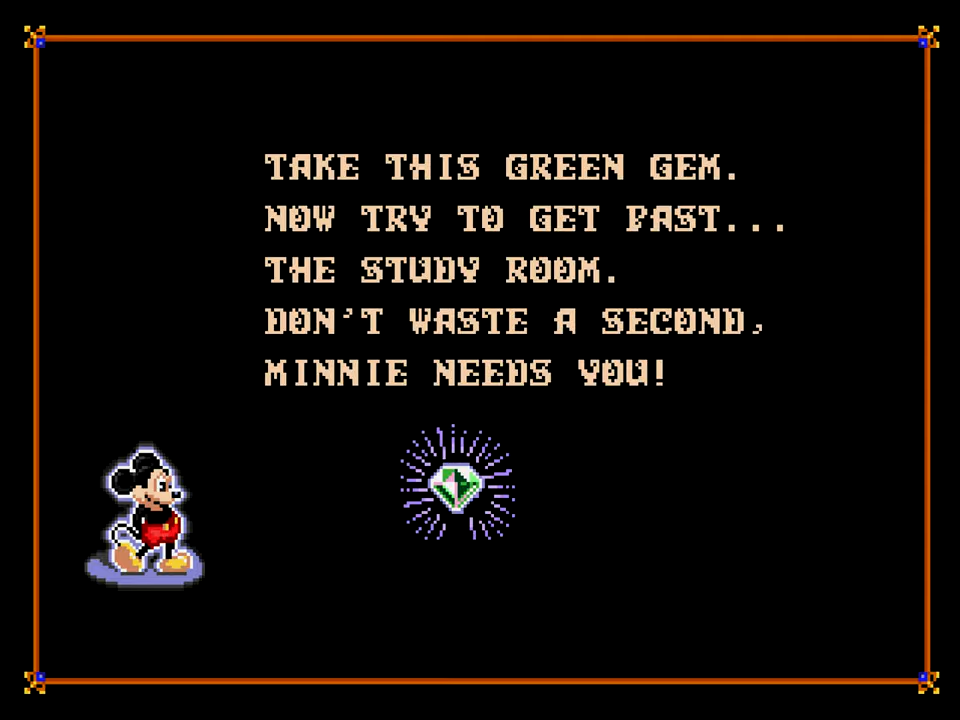 TAKE THIS GREEN GEM.
NOW TRY TO GET PAST...
THE STUDY ROOM.
DON'T WASTE A SECOND,
MINNIE NEEDS YOU!